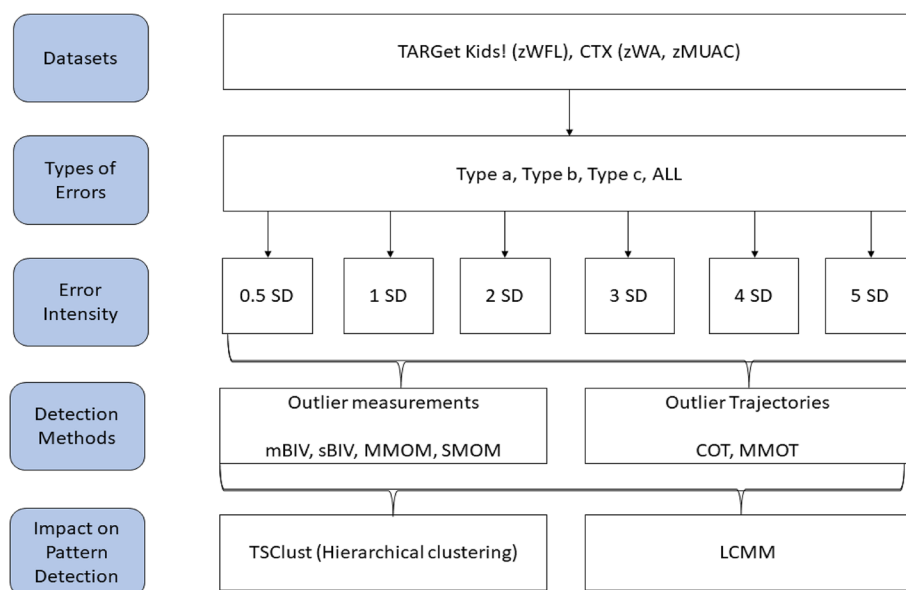 Datasets
TARGet Kids! (zWFL), CTX (zWA, zMUAC)
Types of
Errors
Type a, Type b, Type c, ALL
Error
Intensity
0.5 SD
1 SD
2 SD
3 SD
4 SD
5 SD
Detection
Methods
Outlier measurements
mBIV, sBIV, MMOM, SMOM
Outlier Trajectories
COT, MMOT
Impact on
Pattern
Detection
TSClust (Hierarchical clustering)
LCMM